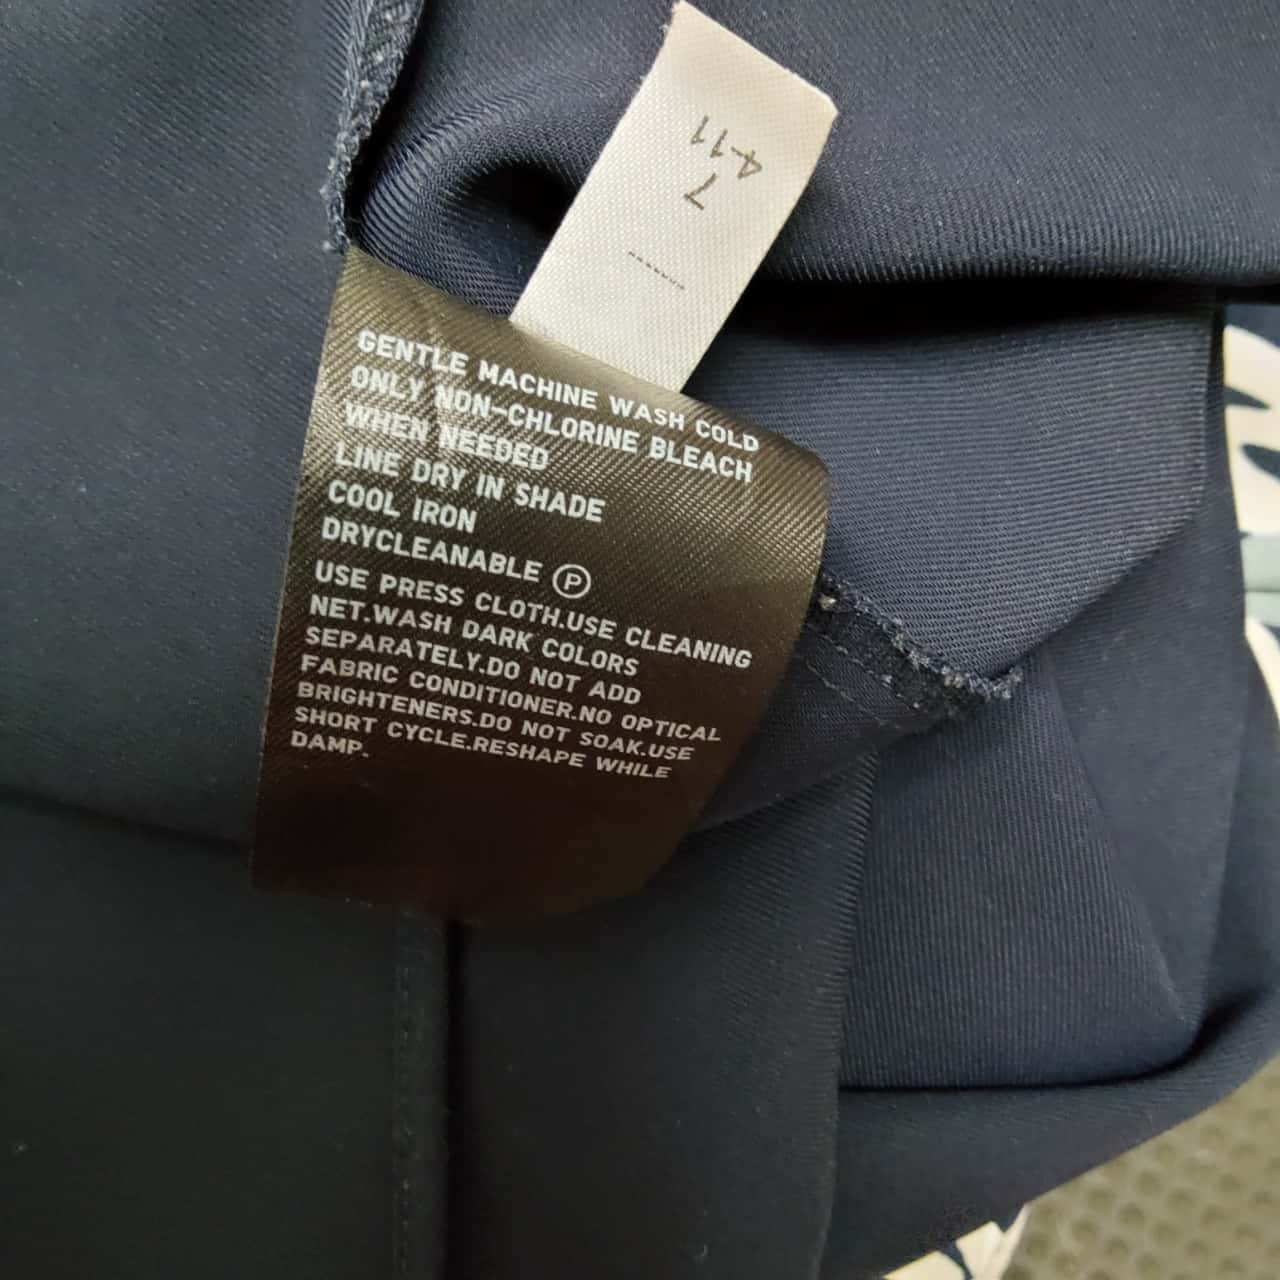 7
4-11
GENTLE MACHINE WASH COLD
ONLY NON-CHLORINE BLEACH
WHEN NEEDED
LINE DRY IN SHADE
COOL IRON
DRYCLEANABLE Ⓟ
USE PRESS CLOTH.USE CLEANING
NET.WASH DARK COLORS
SEPARATELY.DO NOT ADD
FABRIC CONDITIONER.NO OPTICAL
BRIGHTENERS.DO NOT SOAK.USE
SHORT CYCLE.RESHAPE WHILE
DAMP.